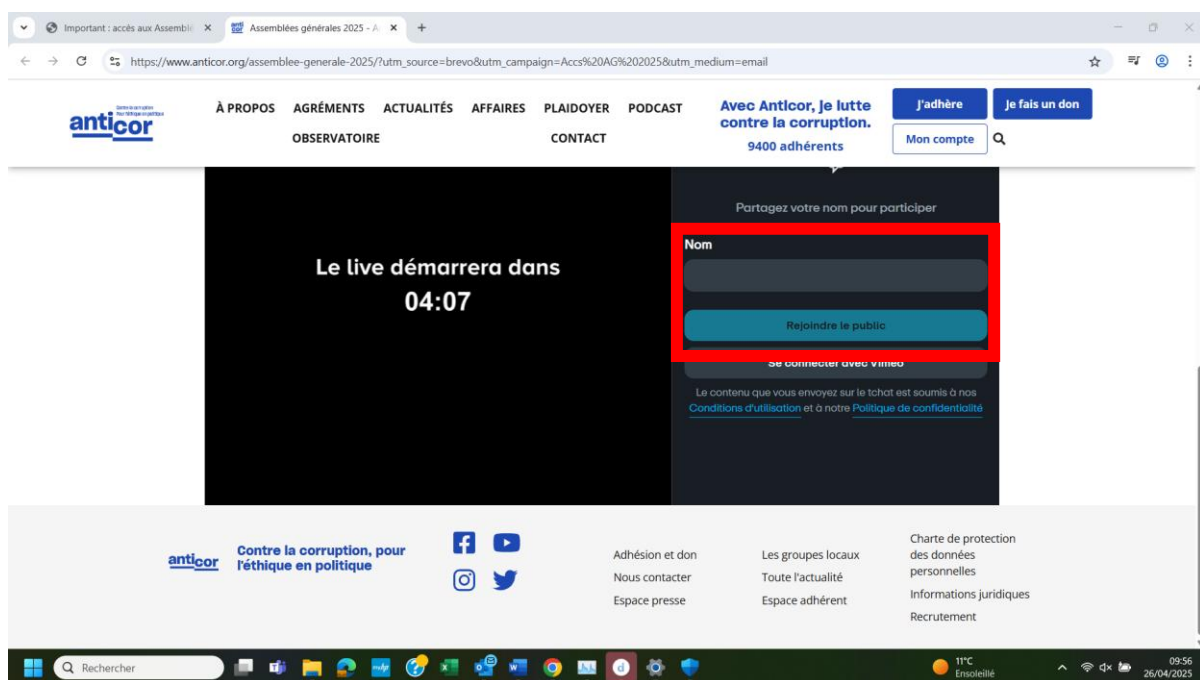 Important : accès aux Assemblé
Assemblées générales 2025 - A
https://www.anticor.org/assemblee-generale-2025/?utm_source=brevo&utm_campaign=Accs%20AG%202025&utm_medium=email
anticor
À PROPOS AGRÉMENTS ACTUALITÉS AFFAIRES PLAIDOYER PODCAST
OBSERVATOIRE CONTACT
Avec Anticor, je lutte
contre la corruption.
9400 adhérents
J'adhère
Je fais un don
Mon compte
Le live démarrera dans
04:07
Partagez votre nom pour participer
Nom
Rejoindre le public
Se connecter avec Vimeo
Le contenu que vous envoyez sur le tchat est soumis à nos
Conditions d'utilisation et à notre Politique de confidentialité
anticor
Contre la corruption, pour
l'éthique en politique
Adhésion et don
Nous contacter
Espace presse
Les groupes locaux
Toute l'actualité
Espace adhérent
Charte de protection
des données
personnelles
Informations juridiques
Recrutement
Rechercher
11°C
Ensoleillé
09:56
26/04/2025